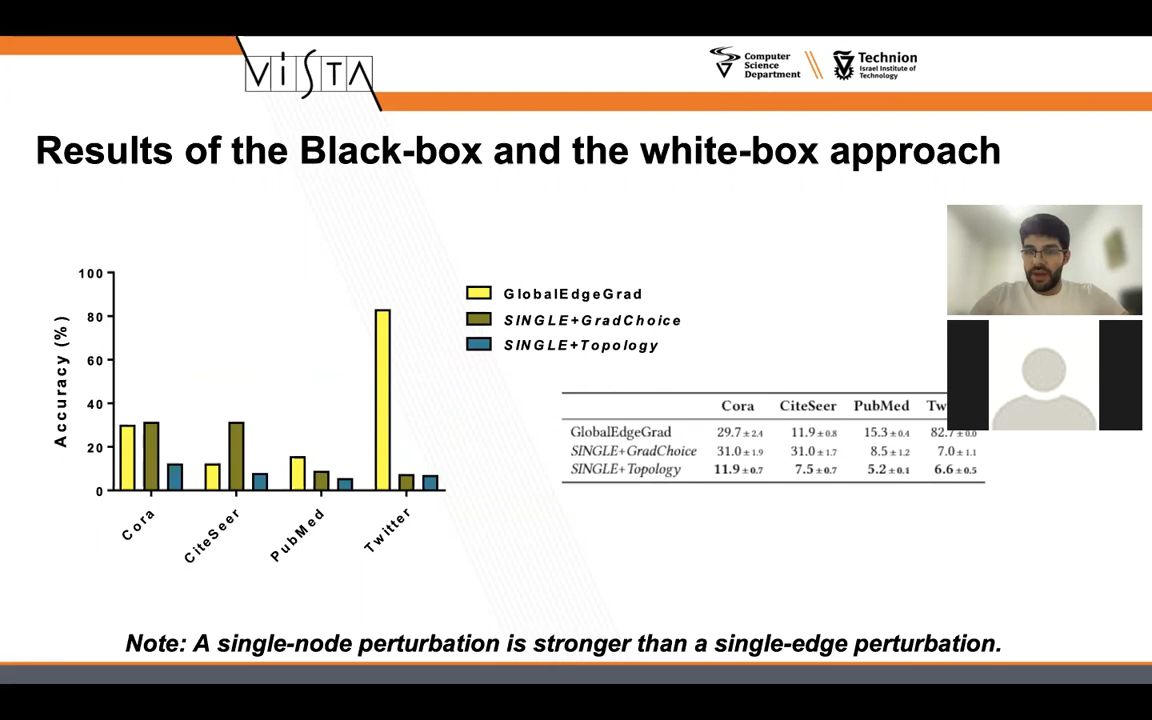 ViSTA
Computer
Science
Department
Technion
Israel Institute of
Technology
Results of the Black-box and the white-box approach
Accuracy (%)
100
80
60
40
20
0
Cora
CiteSeer
PubMed
Twitter
GlobalEdgeGrad
SINGLE+GradChoice
SINGLE+Topology
Cora CiteSeer PubMed
GlobalEdgeGrad 29.7 ± 2.4 11.9 ± 0.8 15.3 ± 0.4 82.7 ± 0.0
SINGLE+GradChoice 31.0 ± 1.9 31.0 ± 1.7 8.5 ± 1.2 7.0 ± 1.1
SINGLE+Topology 11.9 ± 0.7 7.5 ± 0.7 5.2 ± 0.1 6.6 ± 0.5
Note: A single-node perturbation is stronger than a single-edge perturbation.